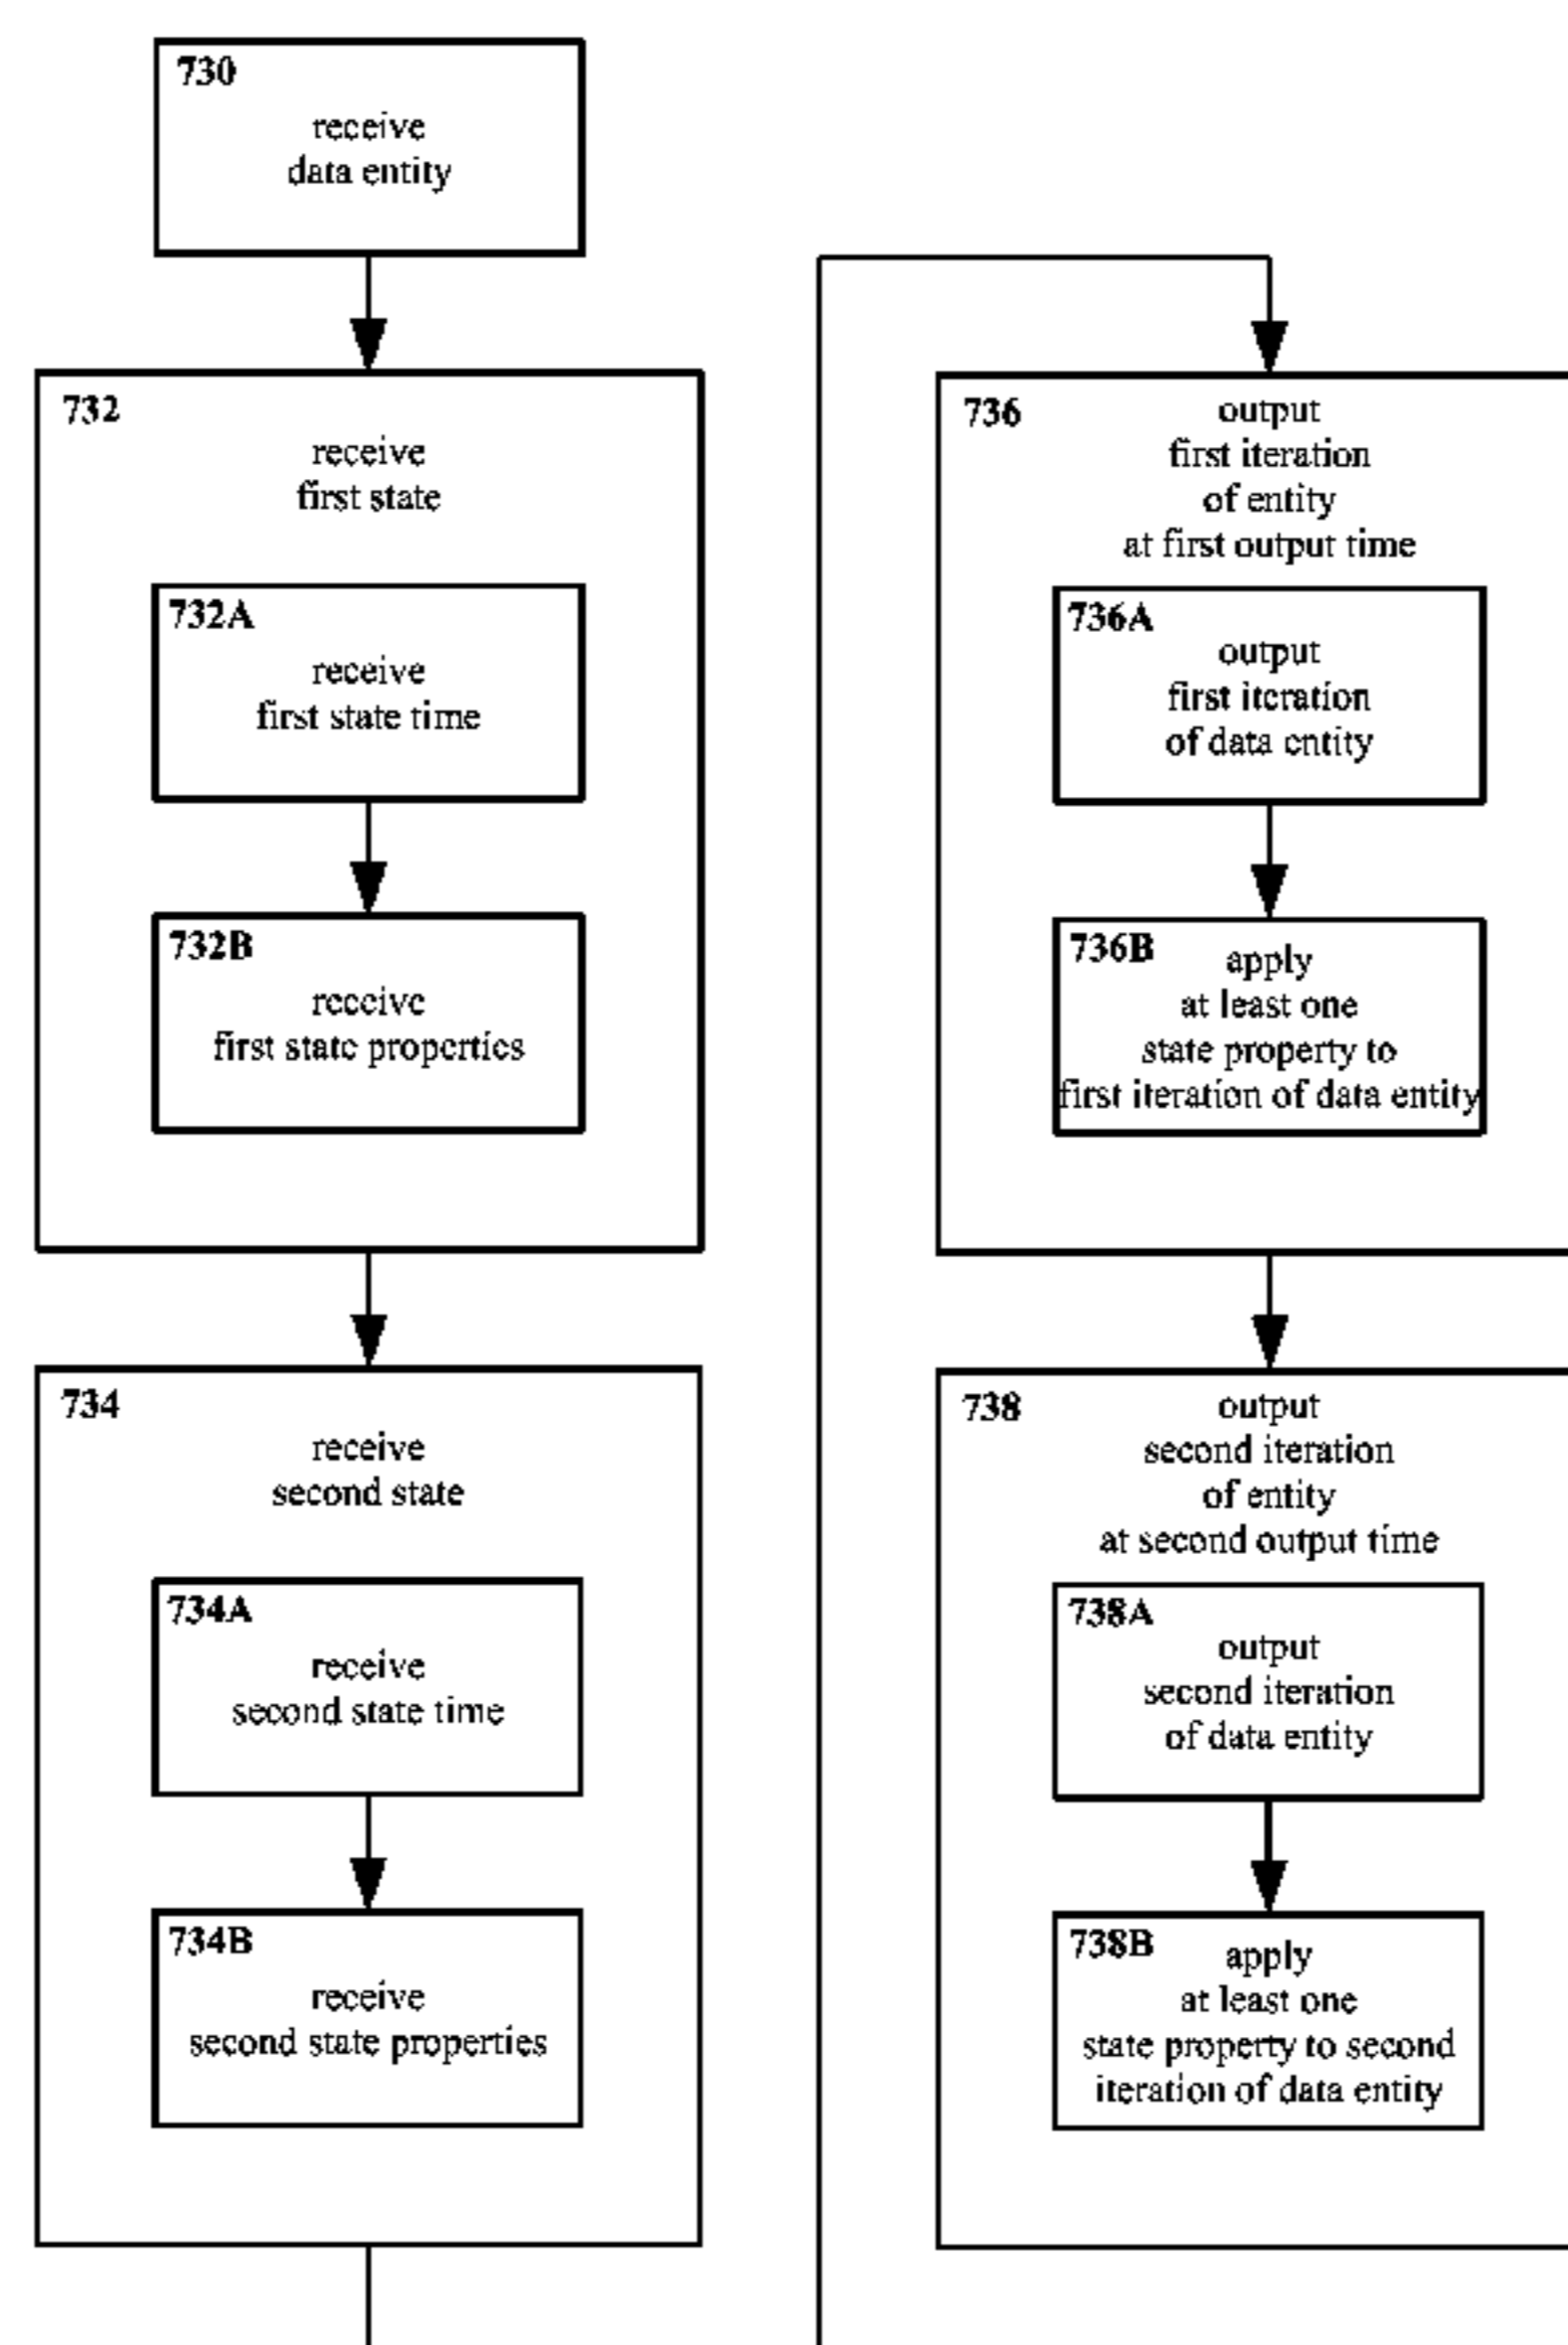 730
receive
data entity
732
receive
first state
732A
receive
first state time
732B
receive
first state properties
734
receive
second state
734A
receive
second state time
734B
receive
second state properties
736
output
first iteration
of entity
at first output time
736A
output
first iteration
of data entity
736B
apply
at least one
state property to
first iteration of data entity
738
output
second iteration
of entity
at second output time
738A
output
second iteration
of data entity
738B
apply
at least one
state property to second
iteration of data entity